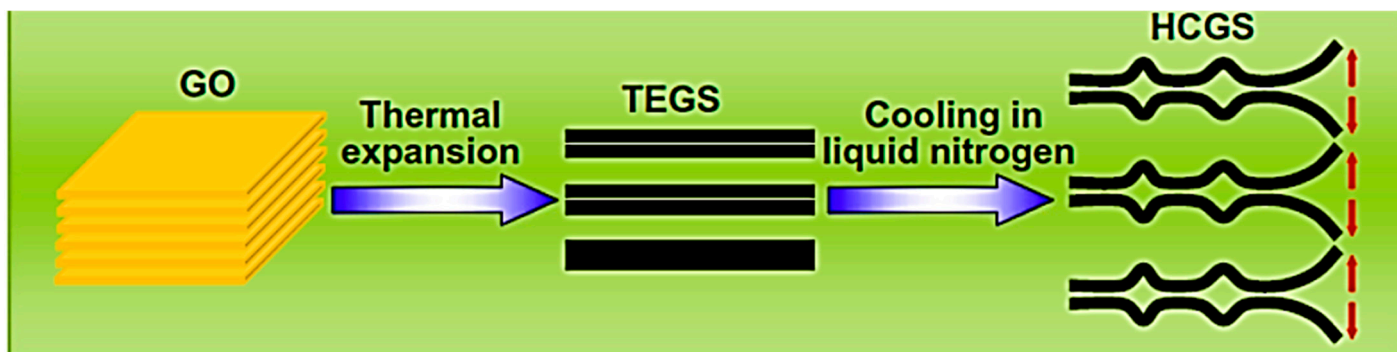 GO
Thermal
expansion
TEGS
Cooling in
liquid nitrogen
HCGS